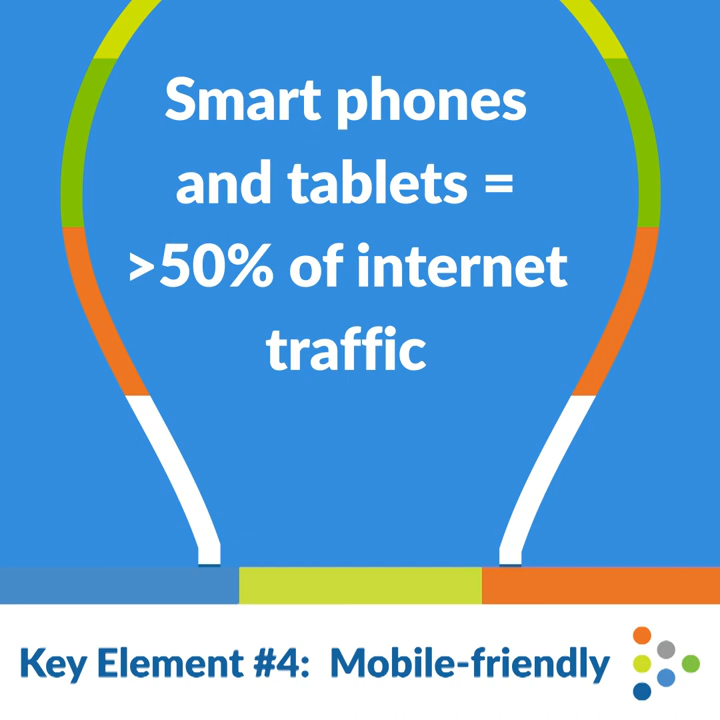 Smart phones
and tablets =
>50% of internet
traffic
Key Element #4: Mobile-friendly